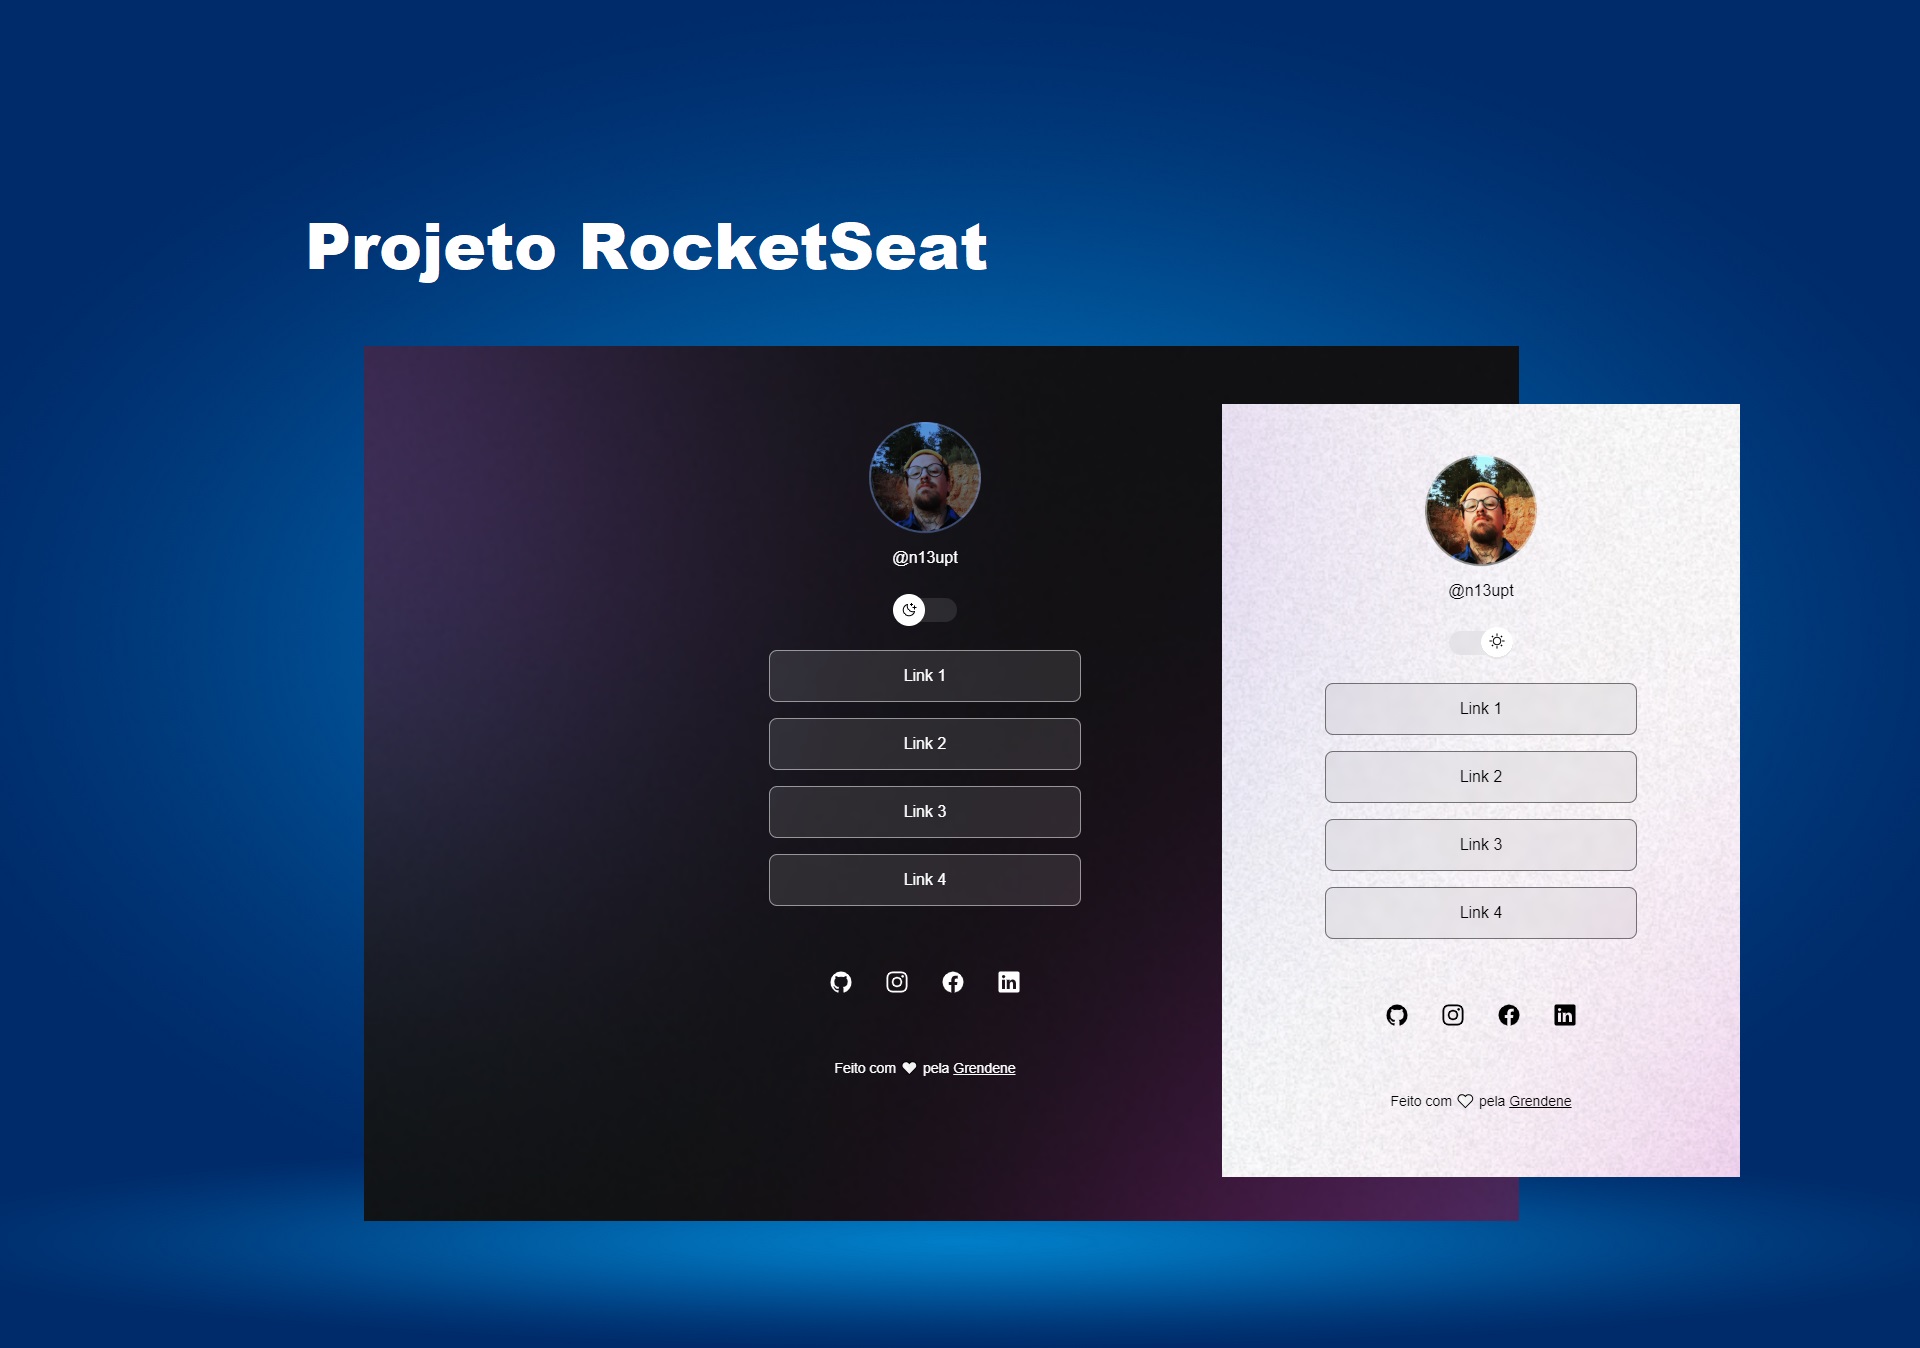 Projeto RocketSeat
@n13upt
Link 1
Link 2
Link 3
Link 4
Feito com pela Grendene
@n13upt
Link 1
Link 2
Link 3
Link 4
Feito com pela Grendene